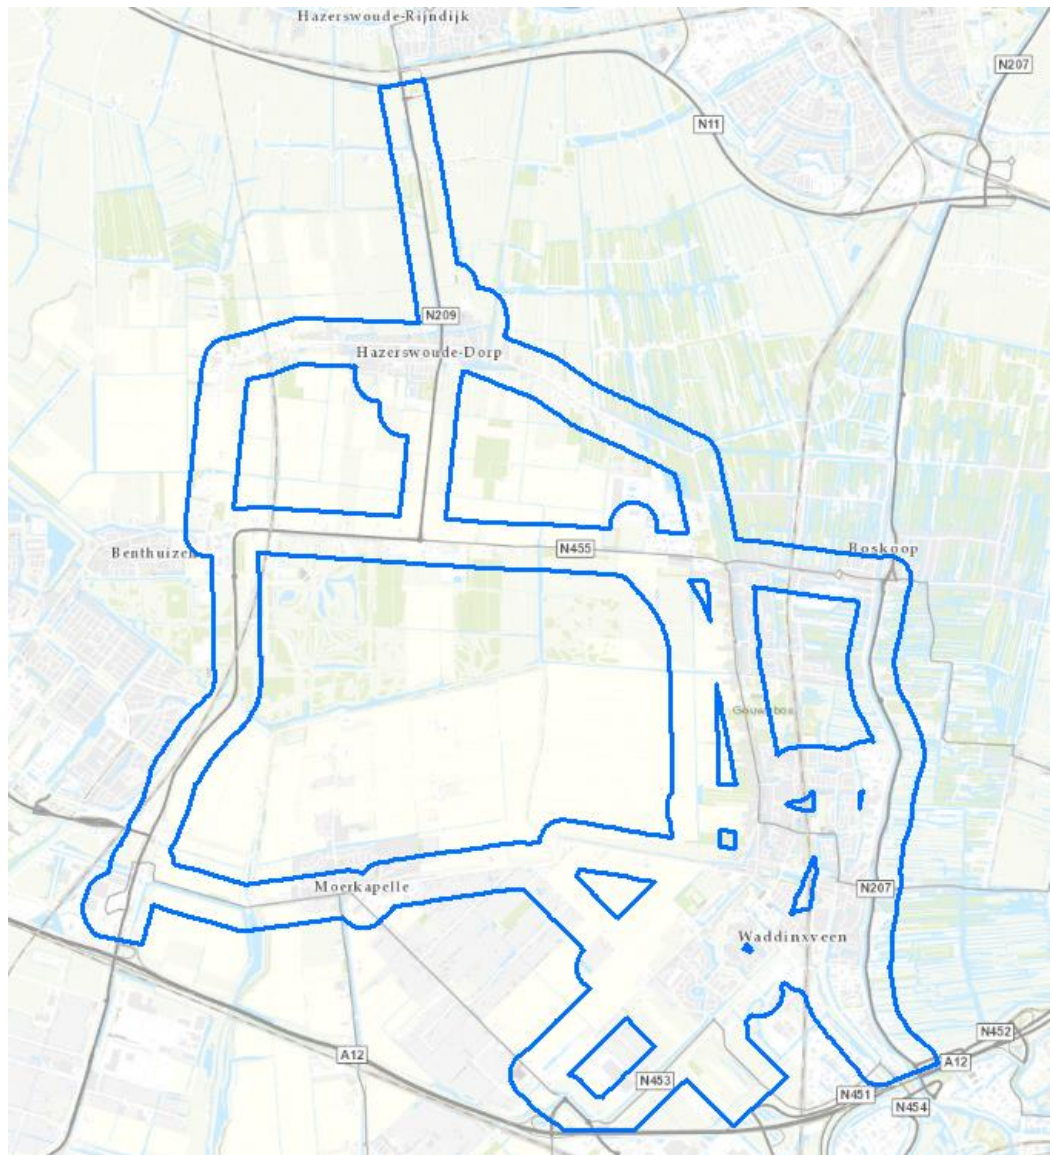 Hazerswoude-Rijndijk
N207
N11
N209
Hazerswoude-Dorp
N455
Benthuizen
Boskoop
Gouwebos
Moerkapelle
N207
Waddinxveen
A12
N453
N452
A12
N451
N454